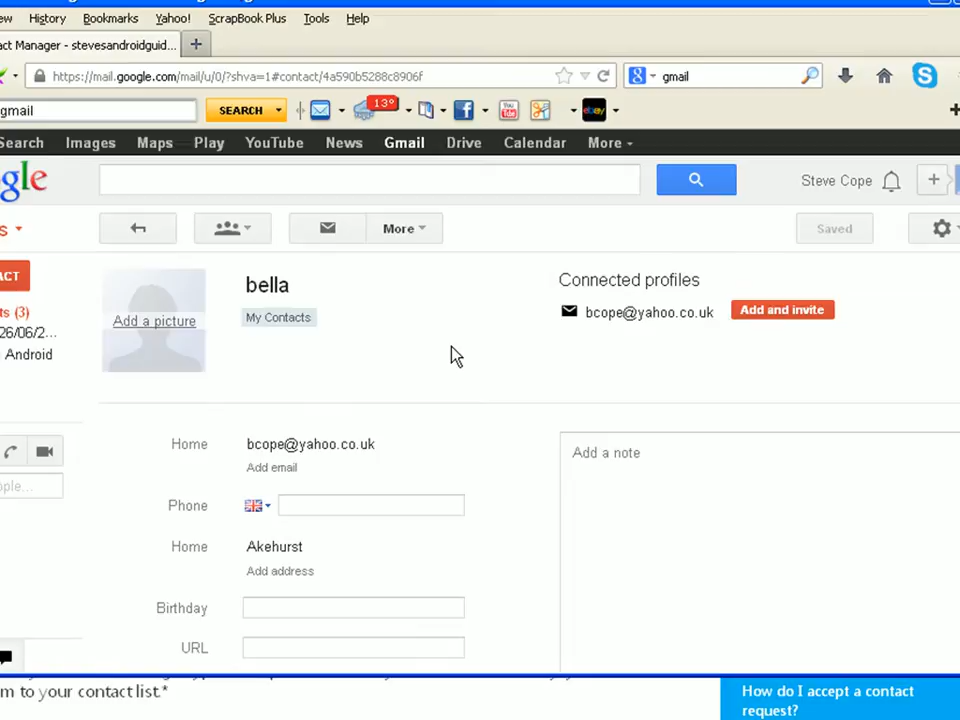 ew History Bookmarks Yahoo! ScrapBook Plus Tools Help
act Manager - stevesandroidguid... +
https://mail.google.com/mail/u/0/?shva=1#contact/4a590b5288c8906f gmail
gmail SEARCH 13° f You Tube ebay
Search Images Maps Play YouTube News Gmail Drive Calendar More
gle Steve Cope +
s More Saved
ACT
ts (3)
26/06/2...
Android
ople...
Add a picture
bella
My Contacts
Connected profiles
bcope@yahoo.co.uk Add and invite
Home bcope@yahoo.co.uk
Add email
Phone
Home Akehurst
Add address
Birthday
URL
Add a note
m to your contact list.*
How do I accept a contact
request?